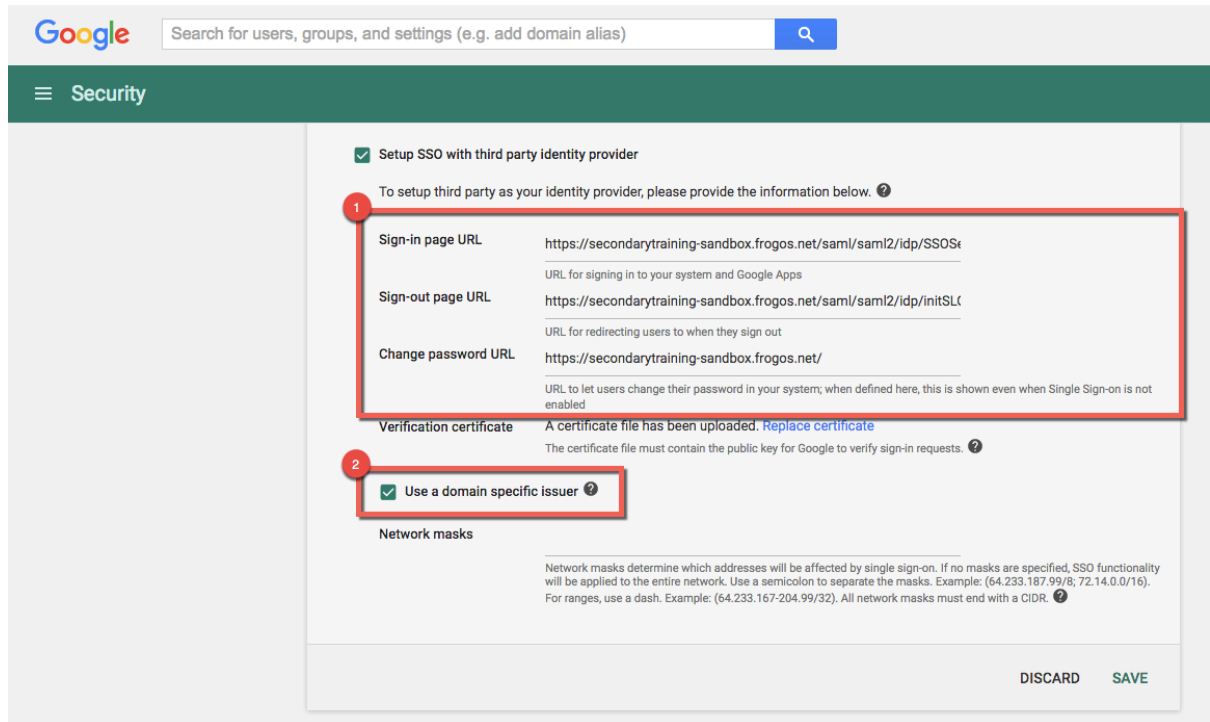 Google
Search for users, groups, and settings (e.g. add domain alias)
Security
Setup SSO with third party identity provider
To setup third party as your identity provider, please provide the information below. ?
1
Sign-in page URL
https://secondarytraining-sandbox.frogos.net/saml/saml2/idp/SSOSe
URL for signing in to your system and Google Apps
Sign-out page URL
https://secondarytraining-sandbox.frogos.net/saml/saml2/idp/initSLO
URL for redirecting users to when they sign out
Change password URL
https://secondarytraining-sandbox.frogos.net/
URL to let users change their password in your system; when defined here, this is shown even when Single Sign-on is not
enabled
Verification certificate
A certificate file has been uploaded. Replace certificate
The certificate file must contain the public key for Google to verify sign-in requests. ?
2
Use a domain specific issuer ?
Network masks
Network masks determine which addresses will be affected by single sign-on. If no masks are specified, SSO functionality
will be applied to the entire network. Use a semicolon to separate the masks. Example: (64.233.187.99/8; 72.14.0.0/16).
For ranges, use a dash. Example: (64.233.167-204.99/32). All network masks must end with a CIDR. ?
DISCARD
SAVE